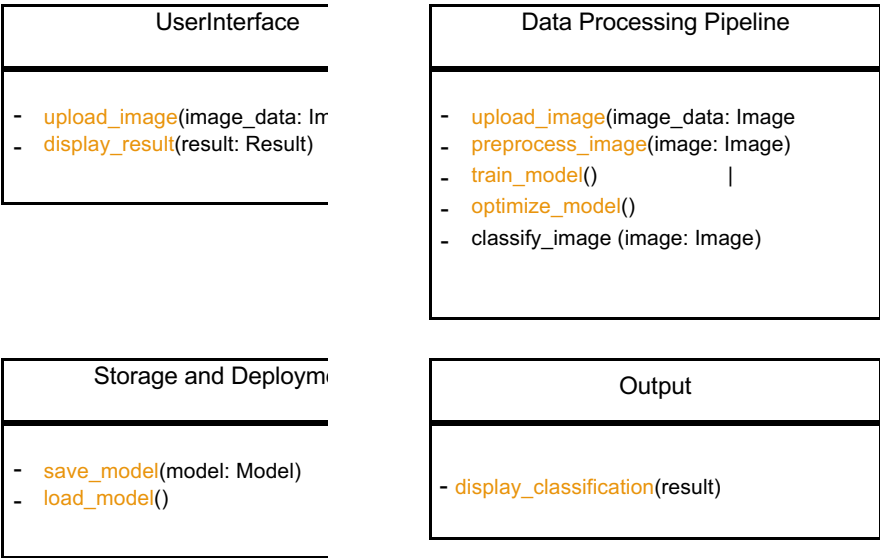 UserInterface
- upload_image(image_data: Im
- display_result(result: Result)
Data Processing Pipeline
- upload_image(image_data: Image
- preprocess_image(image: Image)
- train_model() |
- optimize_model()
- classify_image (image: Image)
Storage and Deployme
- save_model(model: Model)
- load_model()
Output
- display_classification(result)